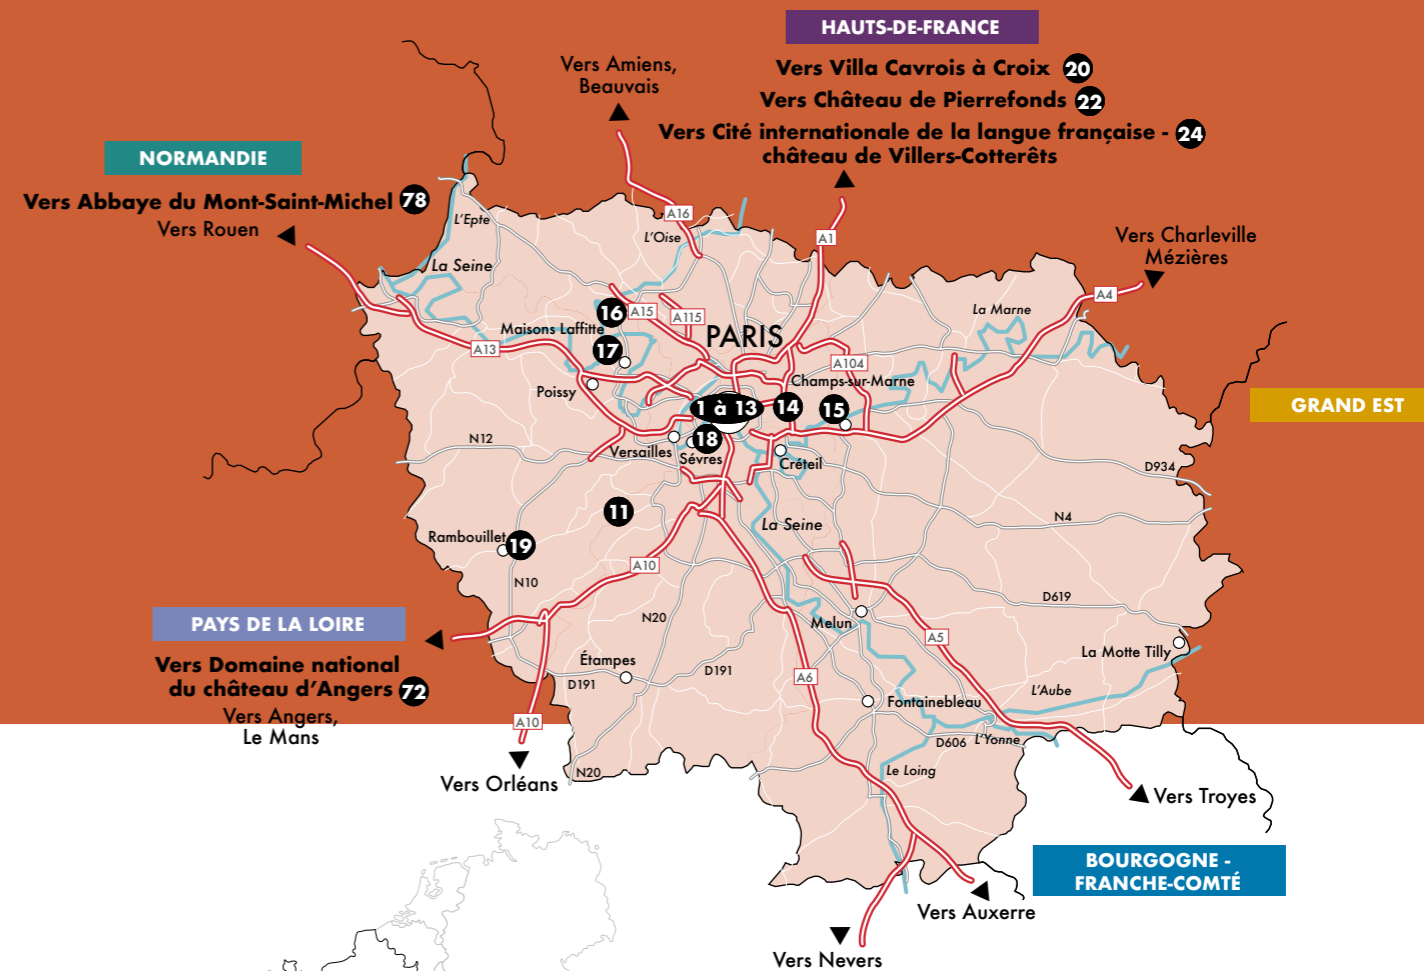 HAUTS-DE-FRANCE
Vers Villa Cavrois à Croix 20
Vers Château de Pierrefonds 22
Vers Cité internationale de la langue française - 24
château de Villers-Cotterêts
Vers Amiens,
Beauvais
NORMANDIE
Vers Abbaye du Mont-Saint-Michel 78
Vers Rouen
L'Epte
A16
L'Oise
A1
Vers Charleville
Mézières
La Seine
A4
La Marne
16
A15
A115
Maisons Laffitte
PARIS
17
A13
A104
Poissy
Champs-sur-Marne
1 à 13
14
15
GRAND EST
N12
18
Versailles
Sévres
Créteil
D934
11
La Seine
N4
Rambouillet
19
A10
N10
D619
N20
Melun
A5
PAYS DE LA LOIRE
Vers Domaine national
du château d'Angers 72
Vers Angers,
Le Mans
La Motte Tilly
Étampes
D191
D191
A6
L'Aube
Fontainebleau
A10
D606
L'Yonne
N20
Le Loing
Vers Orléans
Vers Troyes
BOURGOGNE -
FRANCHE-COMTÉ
Vers Auxerre
Vers Nevers